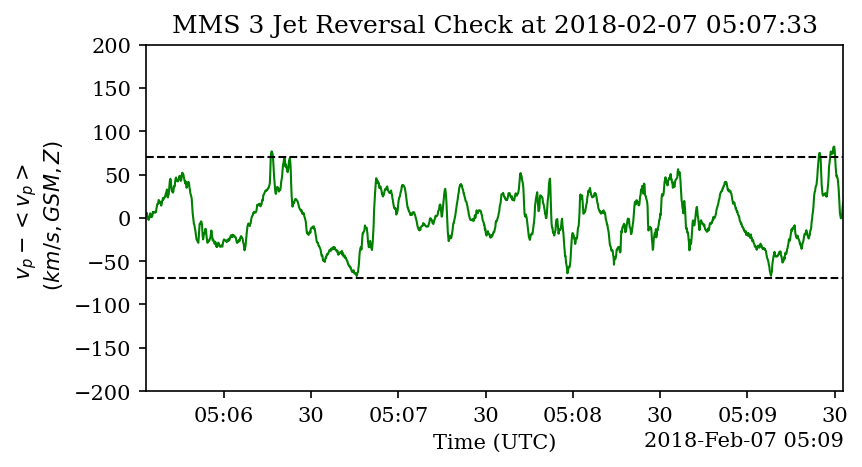 MMS 3 Jet Reversal Check at 2018-02-07 05:07:33
v_p − < v_p >
(km/s, GSM, Z)
200
150
100
50
0
−50
−100
−150
−200
05:06 30 05:07 30 05:08 30 05:09 30
Time (UTC) 2018-Feb-07 05:09